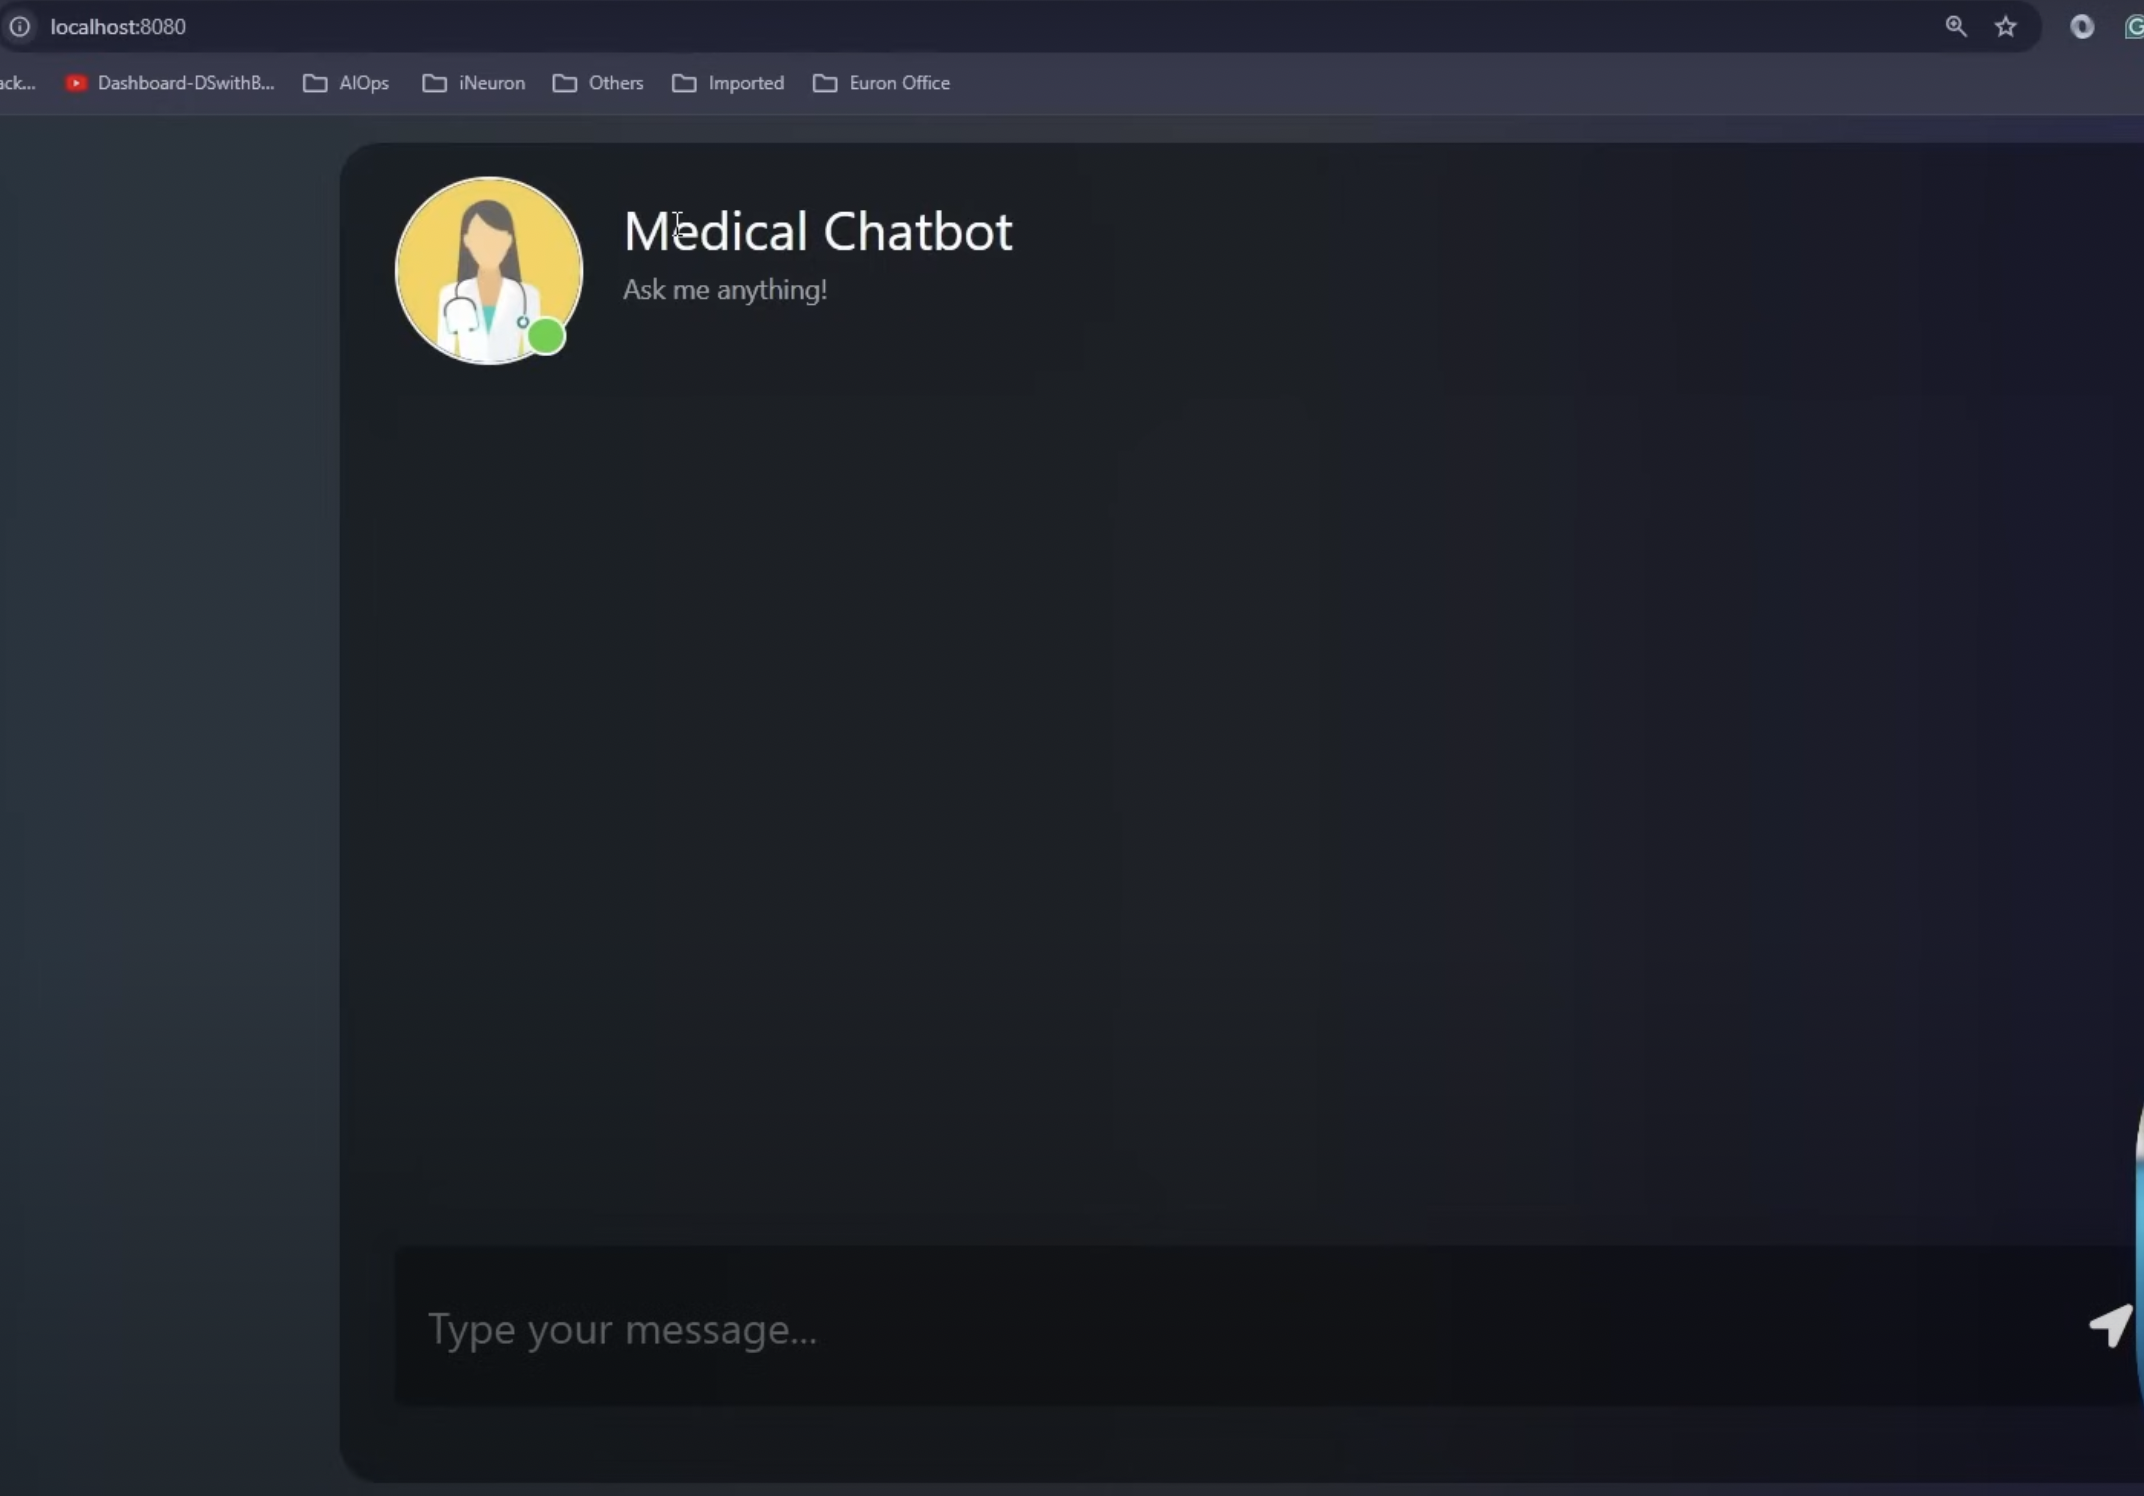 localhost:8080
ack...
Dashboard-DSwithB...
AIOps
iNeuron
Others
Imported
Euron Office
Medical Chatbot
Ask me anything!
Type your message...